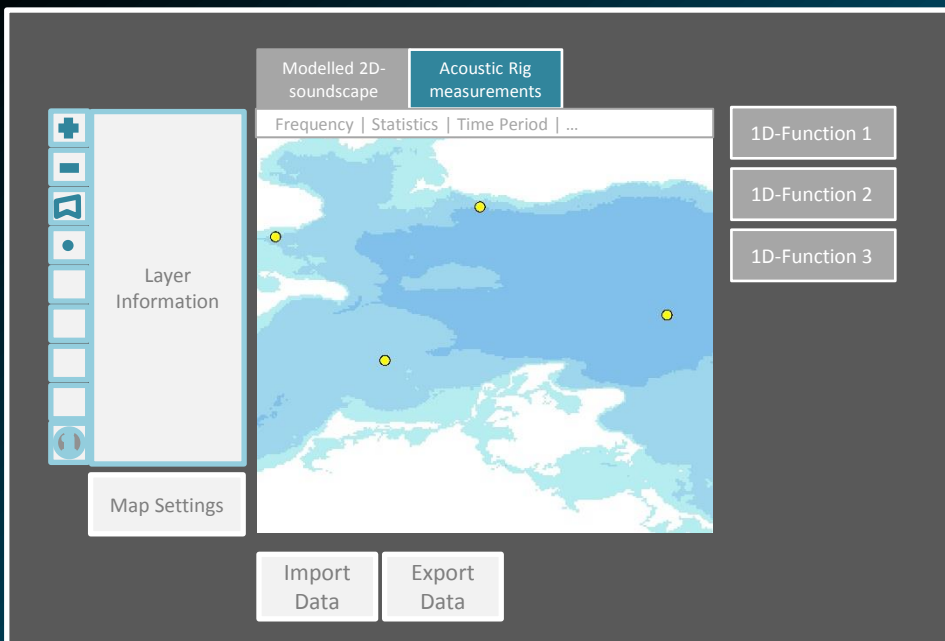 Modelled 2D-
soundscape
Acoustic Rig
measurements
Frequency | Statistics | Time Period | ...
1D-Function 1
1D-Function 2
1D-Function 3
Layer
Information
Map Settings
Import
Data
Export
Data